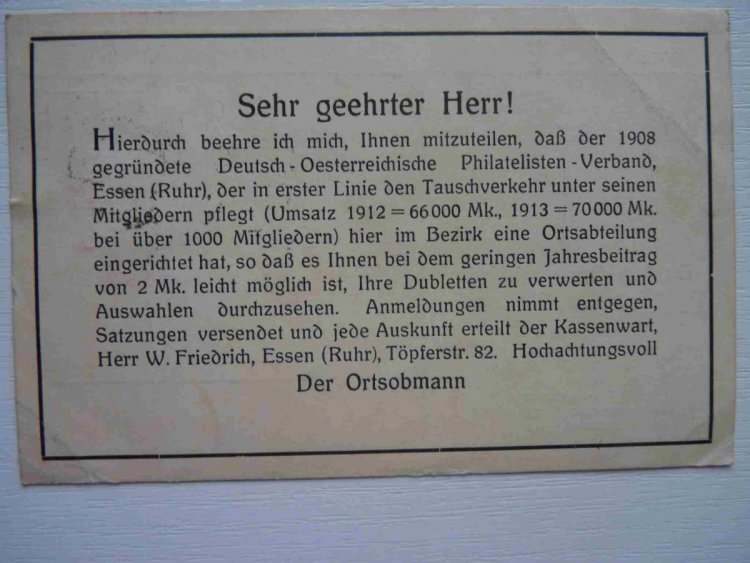 Sehr geehrter Herr!
Hierdurch beehre ich mich, Ihnen mitzuteilen, daß der 1908
gegründete Deutsch-Oesterreichische Philatelisten-Verband,
Essen (Ruhr), der in erster Linie den Tauschverkehr unter seinen
Mitgliedern pflegt (Umsatz 1912 = 66000 Mk., 1913 = 70000 Mk.
bei über 1000 Mitgliedern) hier im Bezirk eine Ortsabteilung
eingerichtet hat, so daß es Ihnen bei dem geringen Jahresbeitrag
von 2 Mk. leicht möglich ist, Ihre Dubletten zu verwerten und
Auswahlen durchzusehen. Anmeldungen nimmt entgegen,
Satzungen versendet und jede Auskunft erteilt der Kassenwart,
Herr W. Friedrich, Essen (Ruhr), Töpferstr. 82. Hochachtungsvoll
Der Ortsobmann